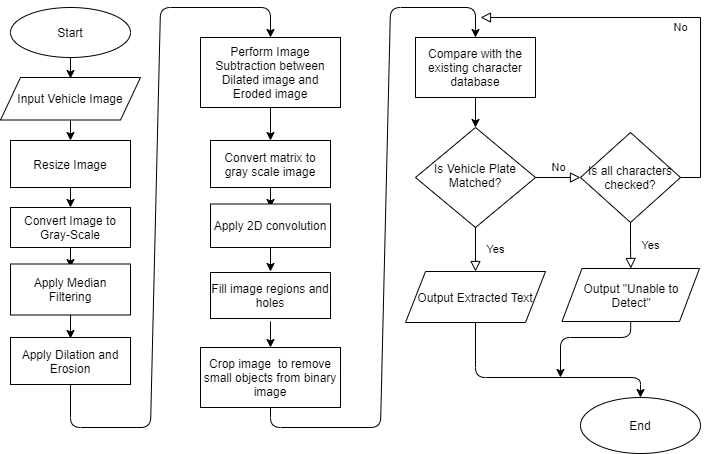 Start
Input Vehicle Image
Resize Image
Convert Image to
Gray-Scale
Apply Median
Filtering
Apply Dilation and
Erosion
Perform Image
Subtraction between
Dilated image and
Eroded image
Convert matrix to
gray scale image
Apply 2D convolution
Fill image regions and
holes
Crop image to remove
small objects from binary
image
Compare with the
existing character
database
Is Vehicle Plate
Matched?
No
Is all characters
checked?
No
Yes
Yes
Output Extracted Text
Output "Unable to
Detect"
End